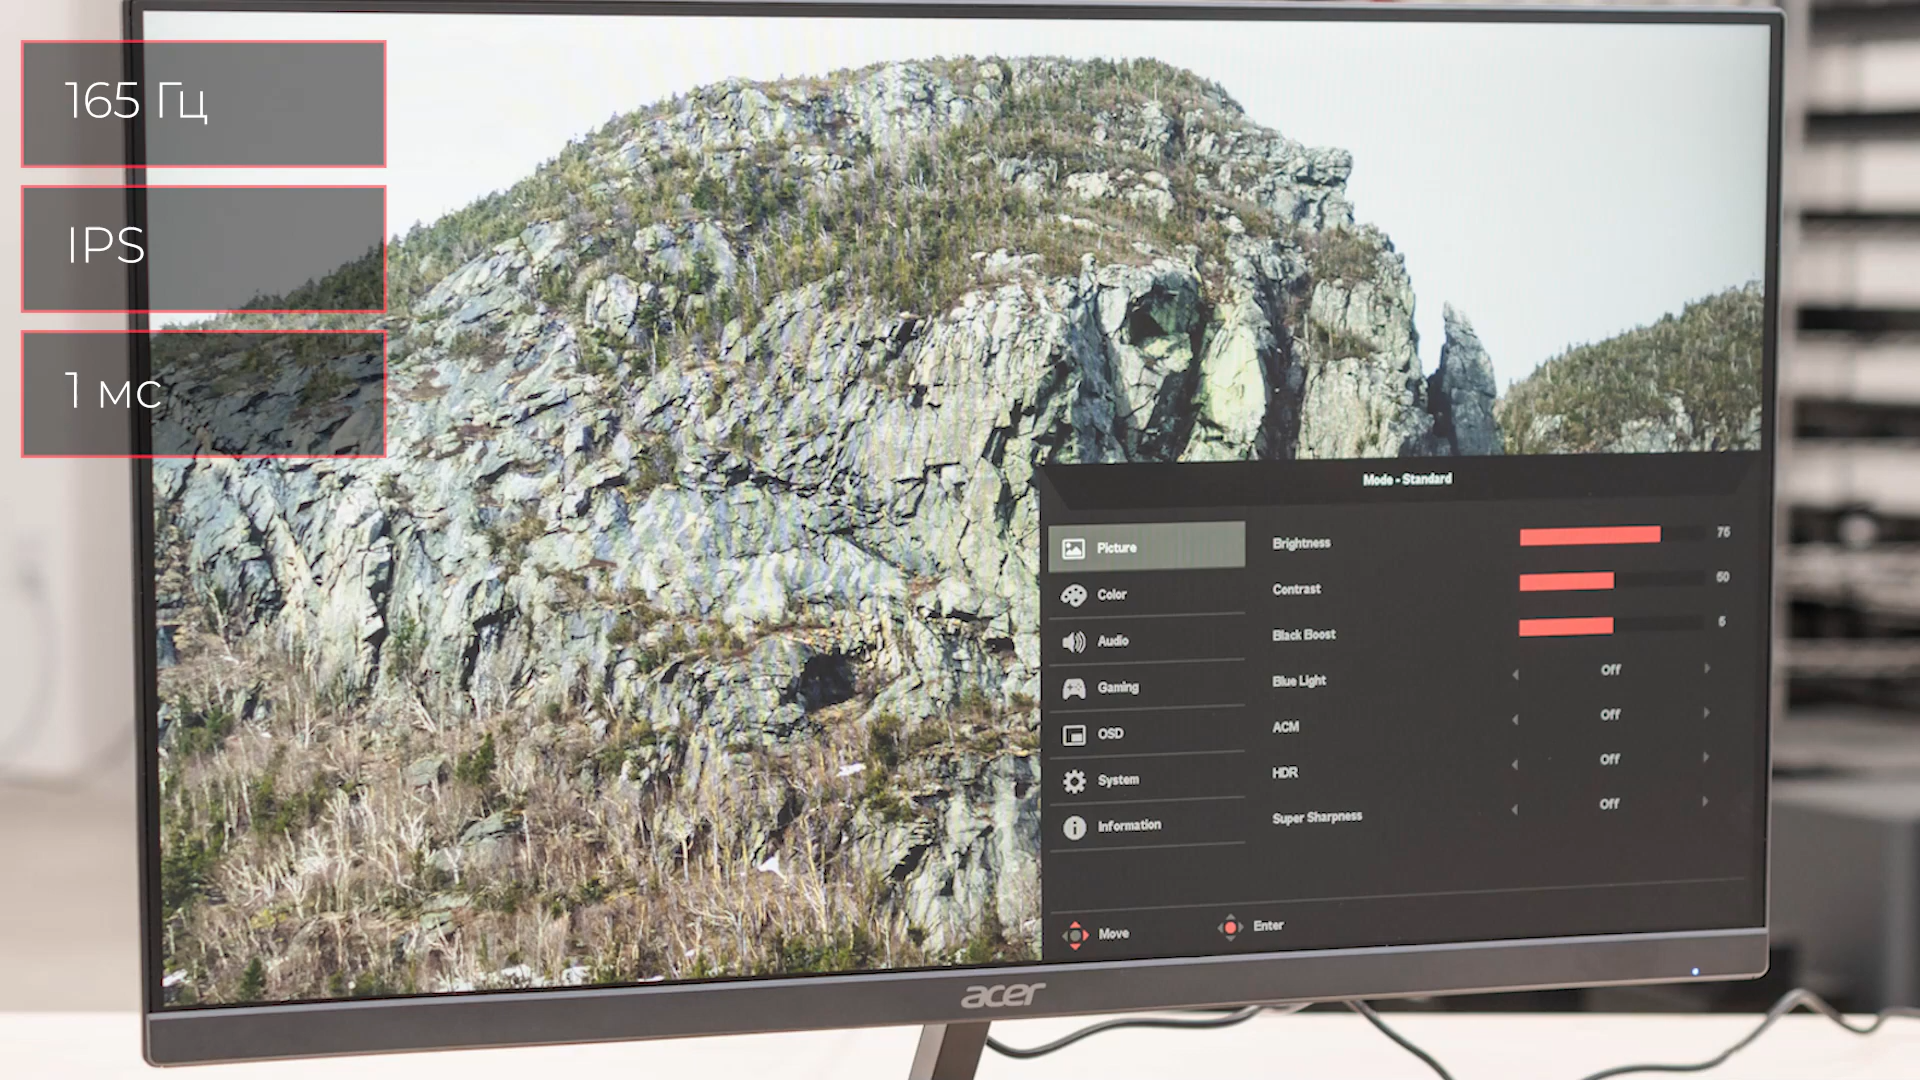 165 Гц
IPS
1 мс
Mode - Standard
Picture
Color
Audio
Gaming
OSD
System
Information
Brightness 75
Contrast 50
Black Boost 5
Blue Light Off
ACM Off
HDR Off
Super Sharpness Off
Move Enter
acer